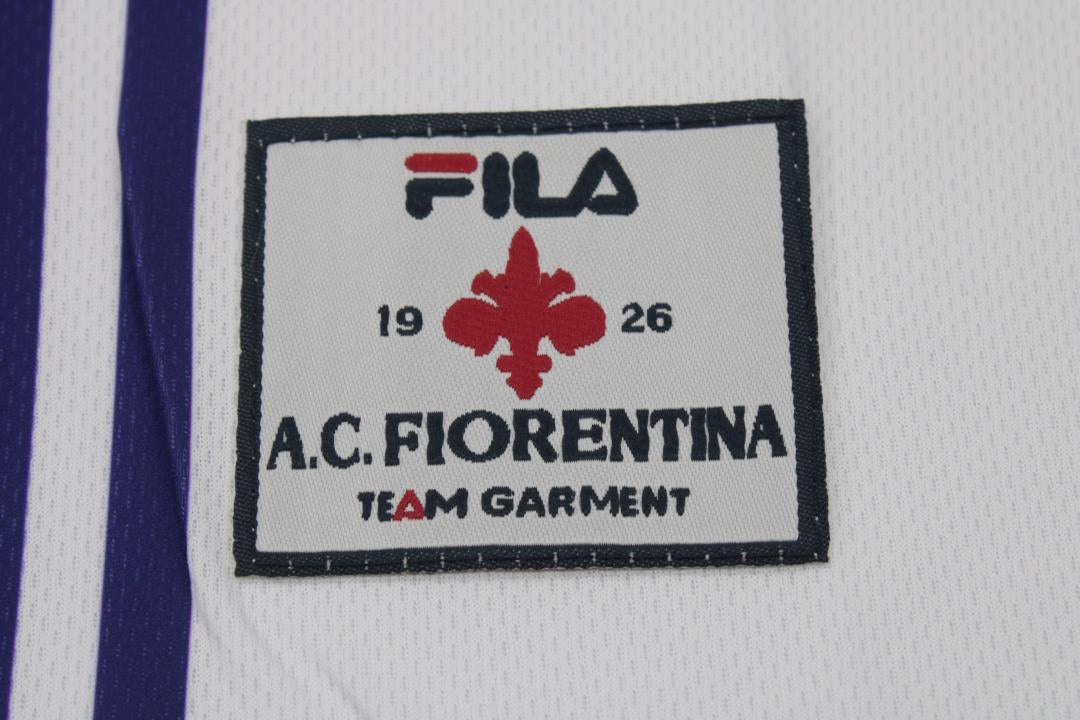 FILA
19 26
A.C. FIORENTINA
TEAM GARMENT